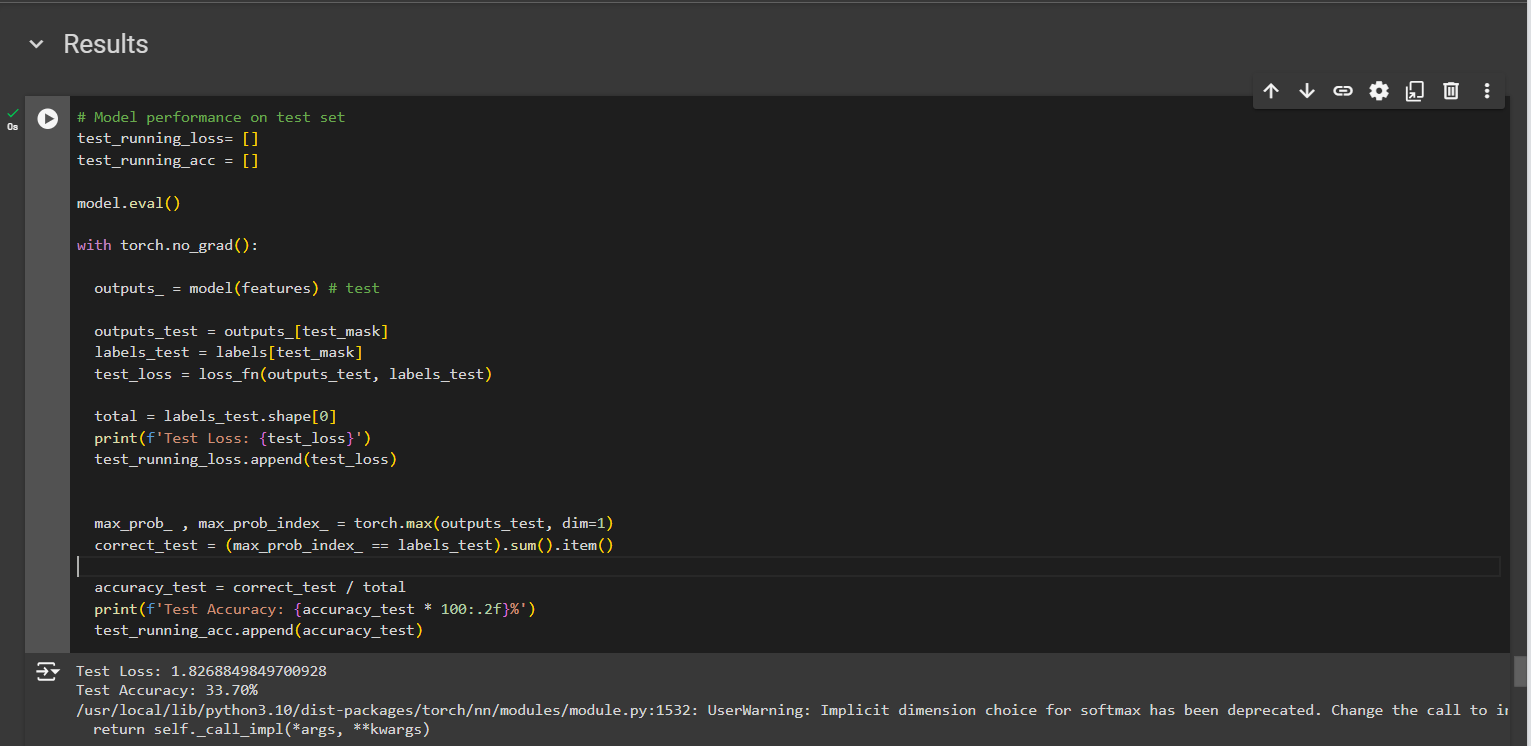 Results
0s
# Model performance on test set
test_running_loss= []
test_running_acc = []
model.eval()
with torch.no_grad():
outputs_ = model(features) # test
outputs_test = outputs_[test_mask]
labels_test = labels[test_mask]
test_loss = loss_fn(outputs_test, labels_test)
total = labels_test.shape[0]
print(f'Test Loss: {test_loss}')
test_running_loss.append(test_loss)
max_prob_ , max_prob_index_ = torch.max(outputs_test, dim=1)
correct_test = (max_prob_index_ == labels_test).sum().item()
accuracy_test = correct_test / total
print(f'Test Accuracy: {accuracy_test * 100:.2f}%')
test_running_acc.append(accuracy_test)
Test Loss: 1.8268849849700928
Test Accuracy: 33.70%
/usr/local/lib/python3.10/dist-packages/torch/nn/modules/module.py:1532: UserWarning: Implicit dimension choice for softmax has been deprecated. Change the call to
return self._call_impl(*args, **kwargs)